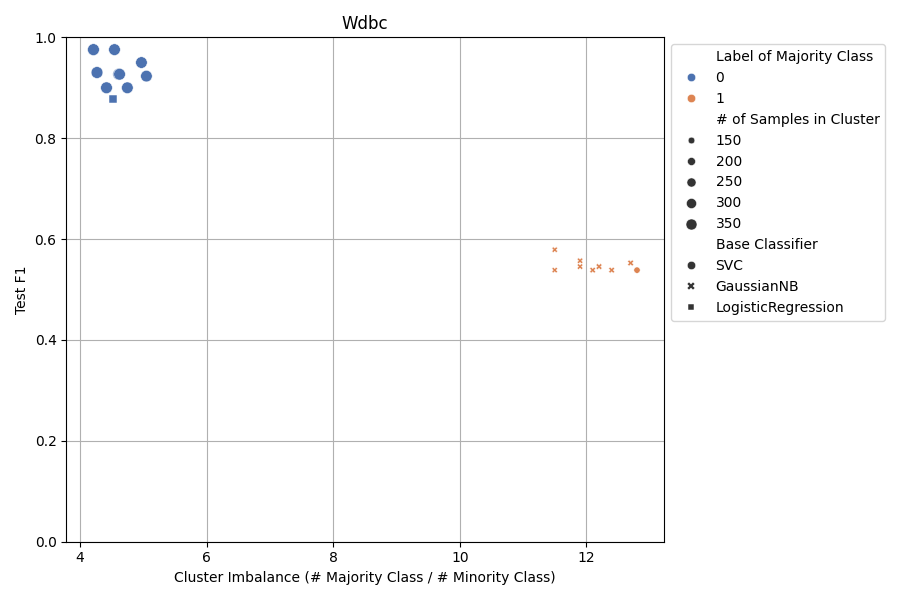 Wdbc
Test F1
1.0
0.8
0.6
0.4
0.2
0.0
4
6
8
10
12
Cluster Imbalance (# Majority Class / # Minority Class)
Label of Majority Class
0
1
# of Samples in Cluster
150
200
250
300
350
Base Classifier
SVC
GaussianNB
LogisticRegression